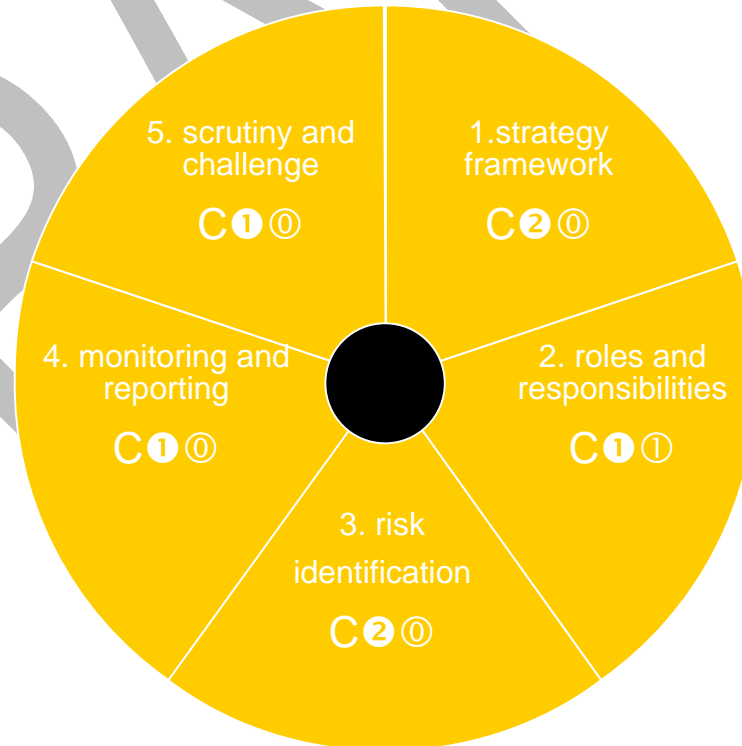 1.strategy
framework
C❷⓪
2. roles and
responsibilities
C❶①
3. risk
identification
C❷⓪
4. monitoring and
reporting
C❶⓪
5. scrutiny and
challenge
C❶⓪